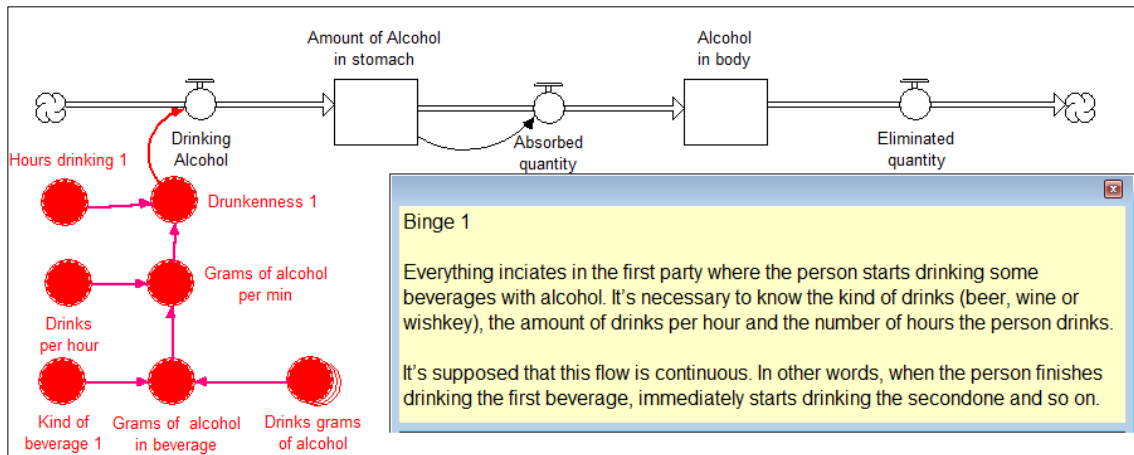 Amount of Alcohol
in stomach
Alcohol
in body
Drinking
Alcohol
Absorbed
quantity
Eliminated
quantity
Hours drinking 1
Drunkenness 1
Grams of alcohol
per min
Drinks
per hour
Kind of
beverage 1
Grams of alcohol
in beverage
Drinks grams
of alcohol
x
Binge 1
Everything inciates in the first party where the person starts drinking some
beverages with alcohol. It's necessary to know the kind of drinks (beer, wine or
wishkey), the amount of drinks per hour and the number of hours the person drinks.
It's supposed that this flow is continuous. In other words, when the person finishes
drinking the first beverage, immediately starts drinking the secondone and so on.